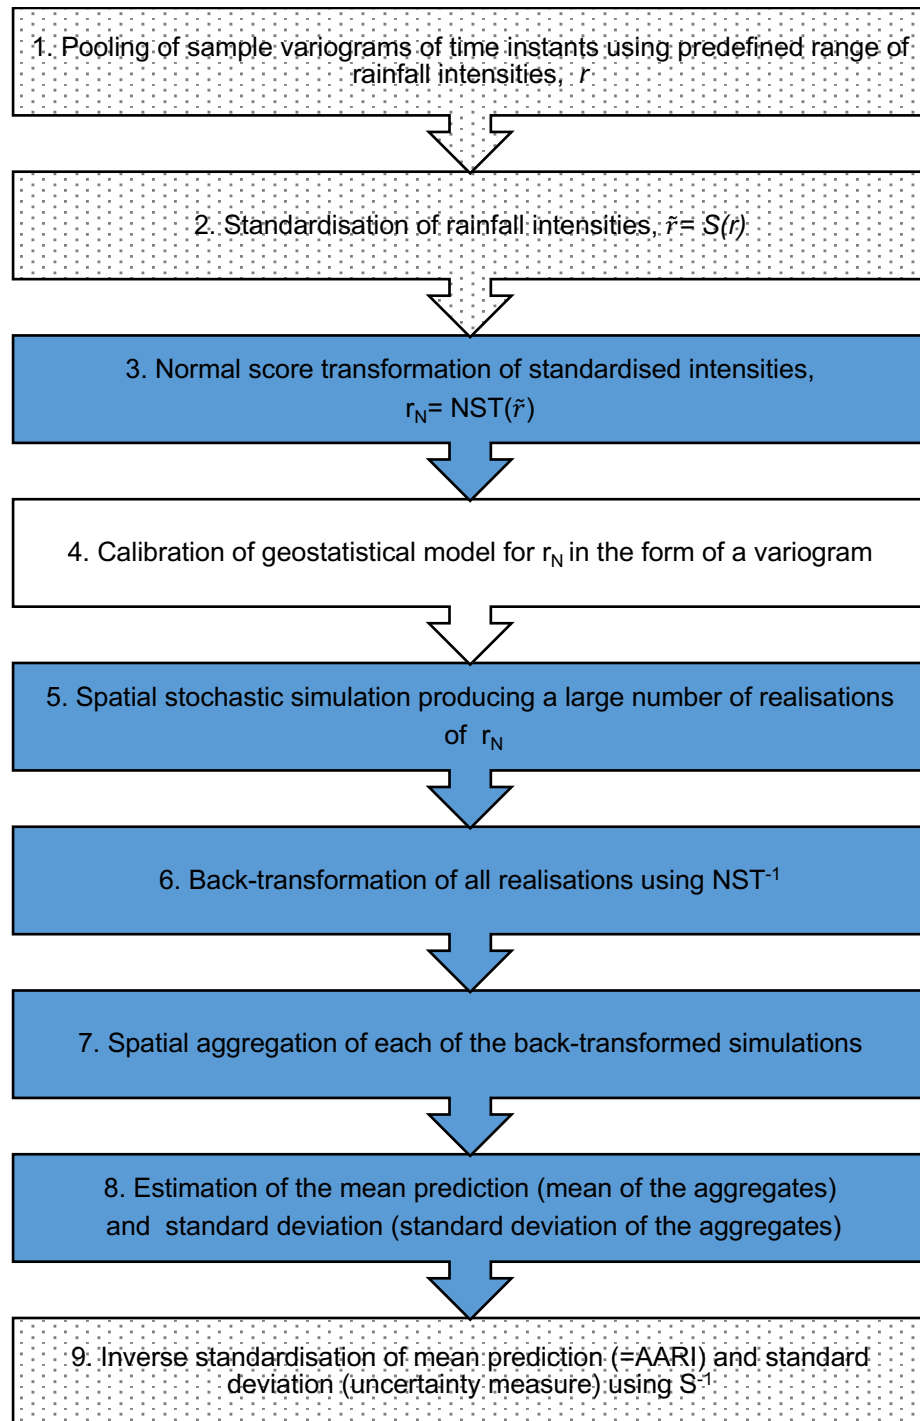 1. Pooling of sample variograms of time instants using predefined range of
rainfall intensities, r
2. Standardisation of rainfall intensities, r̃ = S(r)
3. Normal score transformation of standardised intensities,
r_N = NST(r̃)
4. Calibration of geostatistical model for r_N in the form of a variogram
5. Spatial stochastic simulation producing a large number of realisations
of r_N
6. Back-transformation of all realisations using NST⁻¹
7. Spatial aggregation of each of the back-transformed simulations
8. Estimation of the mean prediction (mean of the aggregates)
and standard deviation (standard deviation of the aggregates)
9. Inverse standardisation of mean prediction (=AARI) and standard
deviation (uncertainty measure) using S⁻¹